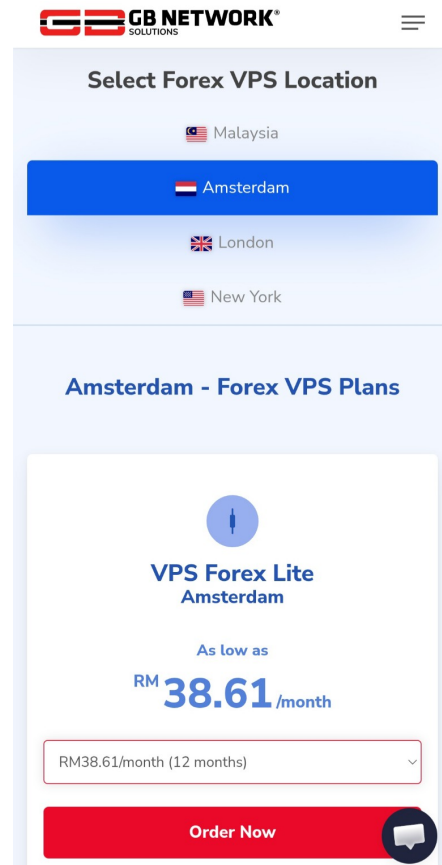 GB NETWORK®
SOLUTIONS
Select Forex VPS Location
Malaysia
Amsterdam
London
New York
Amsterdam - Forex VPS Plans
VPS Forex Lite
Amsterdam
As low as
RM 38.61 /month
RM38.61/month (12 months)
Order Now